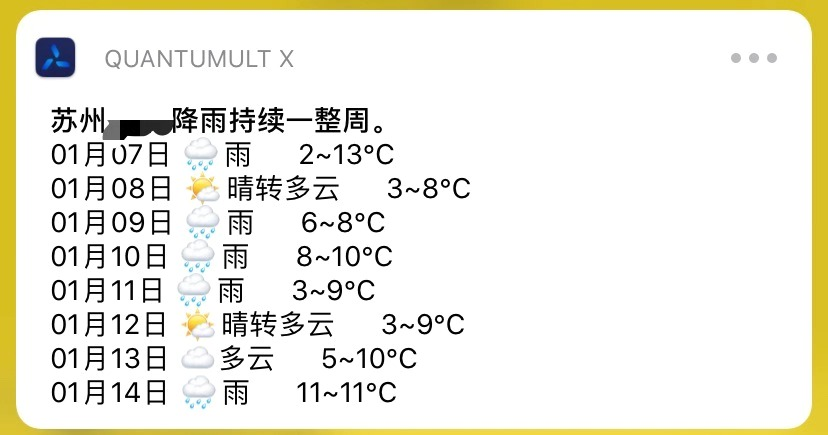 QUANTUMULT X
苏州降雨持续一整周。
01月07日 🌧️ 雨 2~13°C
01月08日 🌤️ 晴转多云 3~8°C
01月09日 🌧️ 雨 6~8°C
01月10日 🌧️ 雨 8~10°C
01月11日 🌧️ 雨 3~9°C
01月12日 🌤️ 晴转多云 3~9°C
01月13日 ☁️ 多云 5~10°C
01月14日 🌧️ 雨 11~11°C